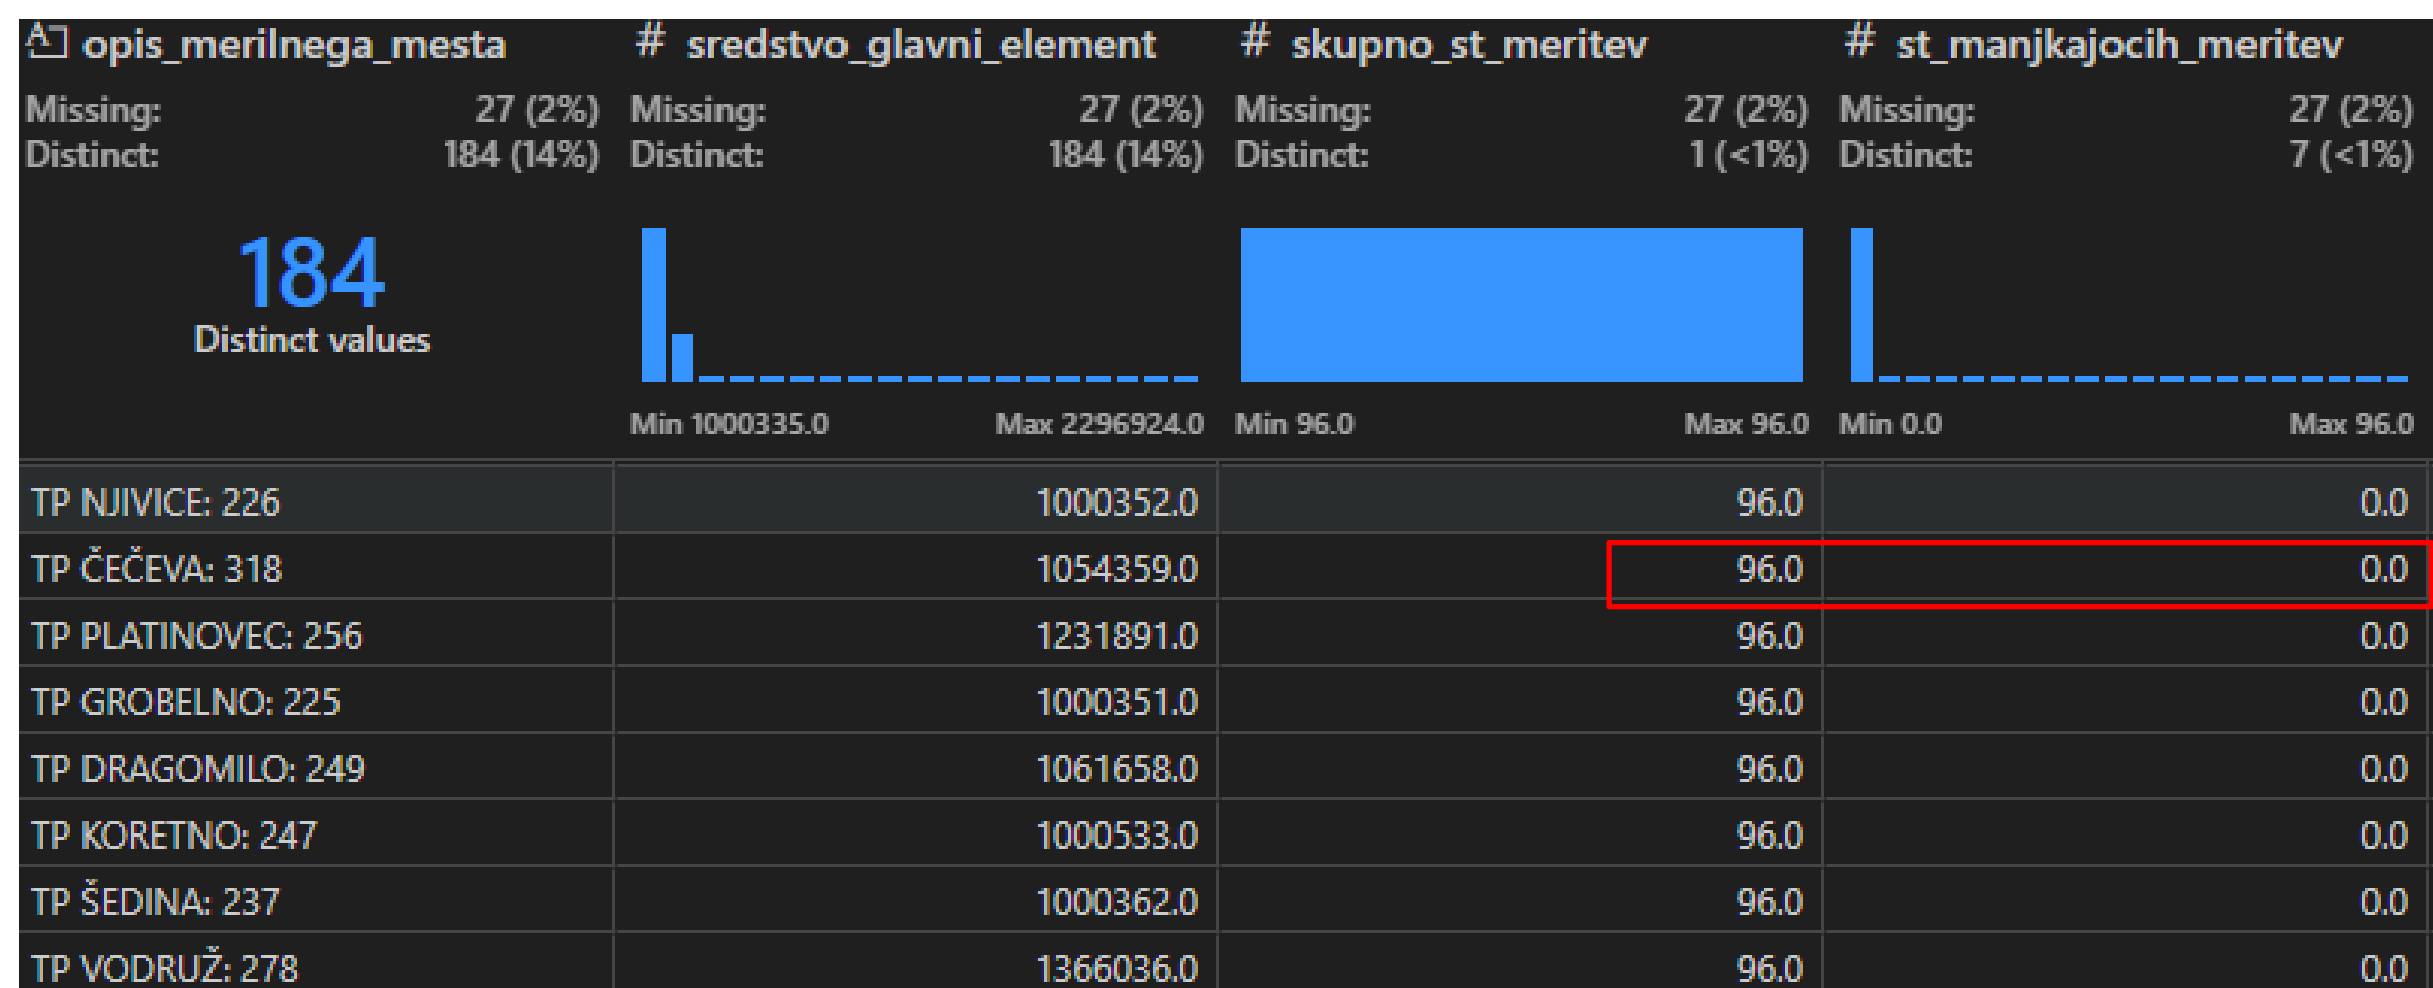 opis_merilnega_mesta # sredstvo_glavni_element # skupno_st_meritev # st_manjkajocih_meritev
Missing: 27 (2%) Missing: 27 (2%) Missing: 27 (2%) Missing: 27 (2%)
Distinct: 184 (14%) Distinct: 184 (14%) Distinct: 1 (<1%) Distinct: 7 (<1%)
184
Distinct values
Min 1000335.0 Max 2296924.0 Min 96.0 Max 96.0 Min 0.0 Max 96.0
TP NJIVICE: 226 1000352.0 96.0 0.0
TP ČEČEVA: 318 1054359.0 96.0 0.0
TP PLATINOVEC: 256 1231891.0 96.0 0.0
TP GROBELNO: 225 1000351.0 96.0 0.0
TP DRAGOMILO: 249 1061658.0 96.0 0.0
TP KORETNO: 247 1000533.0 96.0 0.0
TP ŠEDINA: 237 1000362.0 96.0 0.0
TP VODRUŽ: 278 1366036.0 96.0 0.0